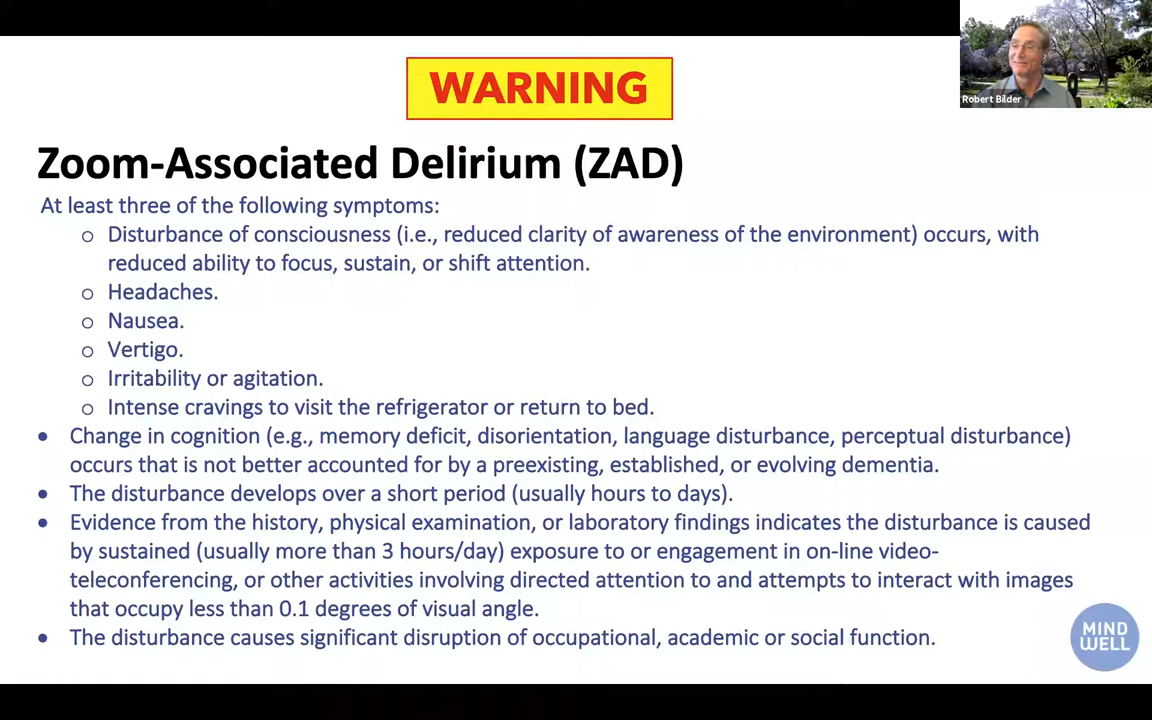 WARNING
Robert Bilder
Zoom-Associated Delirium (ZAD)
At least three of the following symptoms:
o Disturbance of consciousness (i.e., reduced clarity of awareness of the environment) occurs, with
reduced ability to focus, sustain, or shift attention.
o Headaches.
o Nausea.
o Vertigo.
o Irritability or agitation.
o Intense cravings to visit the refrigerator or return to bed.
• Change in cognition (e.g., memory deficit, disorientation, language disturbance, perceptual disturbance)
occurs that is not better accounted for by a preexisting, established, or evolving dementia.
• The disturbance develops over a short period (usually hours to days).
• Evidence from the history, physical examination, or laboratory findings indicates the disturbance is caused
by sustained (usually more than 3 hours/day) exposure to or engagement in on-line video-
teleconferencing, or other activities involving directed attention to and attempts to interact with images
that occupy less than 0.1 degrees of visual angle.
• The disturbance causes significant disruption of occupational, academic or social function.
MIND
WELL